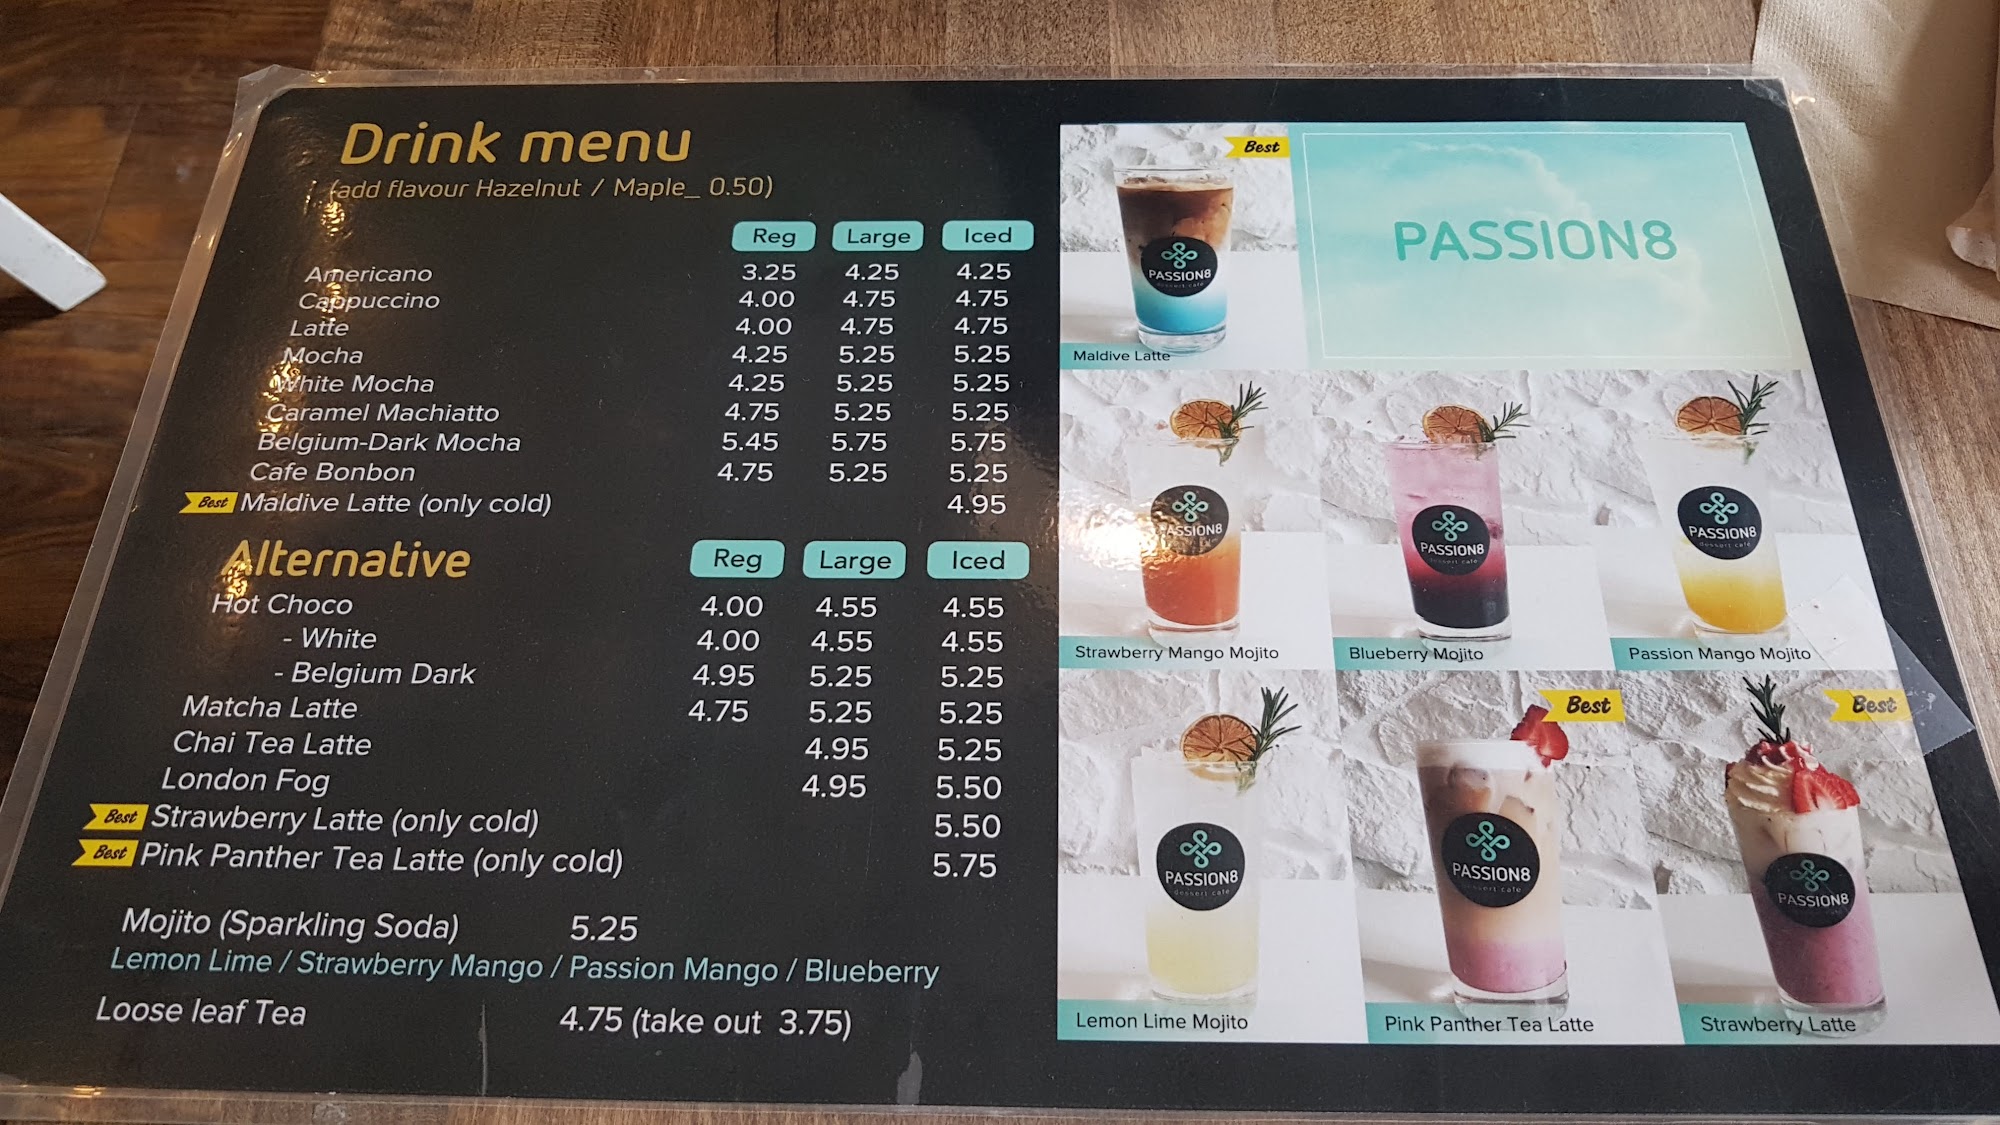 Drink menu
(add flavour Hazelnut / Maple_ 0.50)
Reg Large Iced
Americano 3.25 4.25 4.25
Cappuccino 4.00 4.75 4.75
Latte 4.00 4.75 4.75
Mocha 4.25 5.25 5.25
White Mocha 4.25 5.25 5.25
Caramel Machiatto 4.75 5.25 5.25
Belgium-Dark Mocha 5.45 5.75 5.75
Cafe Bonbon 4.75 5.25 5.25
Best Maldive Latte (only cold) 4.95
Alternative Reg Large Iced
Hot Choco 4.00 4.55 4.55
- White 4.00 4.55 4.55
- Belgium Dark 4.95 5.25 5.25
Matcha Latte 4.75 5.25 5.25
Chai Tea Latte 4.95 5.25
London Fog 4.95 5.50
Best Strawberry Latte (only cold) 5.50
Best Pink Panther Tea Latte (only cold) 5.75
Mojito (Sparkling Soda) 5.25
Lemon Lime / Strawberry Mango / Passion Mango / Blueberry
Loose leaf Tea 4.75 (take out 3.75)
Best
PASSION8
dessert cafe
Maldive Latte
PASSION8
PASSION8
Strawberry Mango Mojito
PASSION8
dessert cafe
Blueberry Mojito
PASSION8
dessert cafe
Passion Mango Mojito
PASSION8
dessert cafe
Lemon Lime Mojito
Best
PASSION8
dessert cafe
Pink Panther Tea Latte
Best
PASSION8
Strawberry Latte